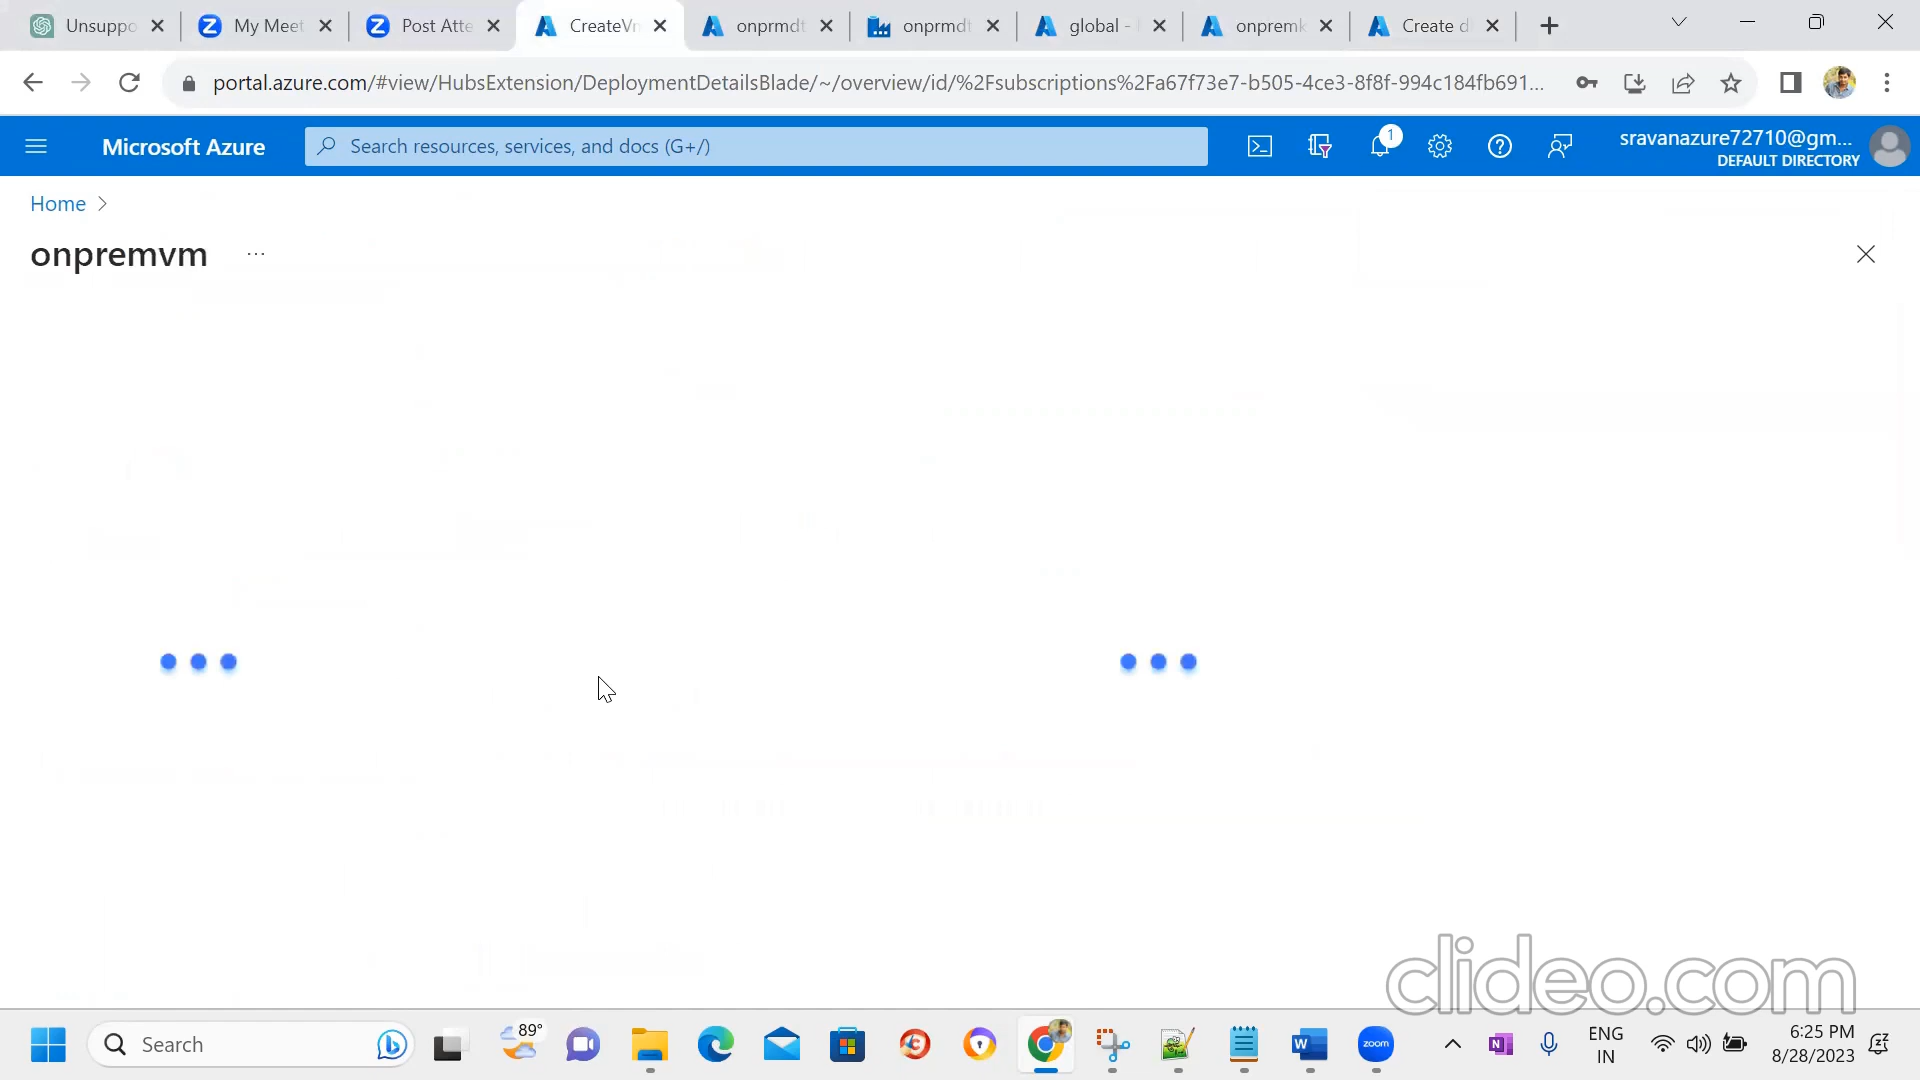 Unsuppo
My Meet
Post Atte
CreateVm
onprmdt
onprmdt
global -
onpremk
Create d
portal.azure.com/#view/HubsExtension/DeploymentDetailsBlade/~/overview/id/%2Fsubscriptions%2Fa67f73e7-b505-4ce3-8f8f-994c184fb691...
Microsoft Azure
Search resources, services, and docs (G+/)
1
sravanazure72710@gm...
DEFAULT DIRECTORY
Home >
onpremvm ...
clideo.com
Search
89°
zoom
ENG
IN
6:25 PM
8/28/2023